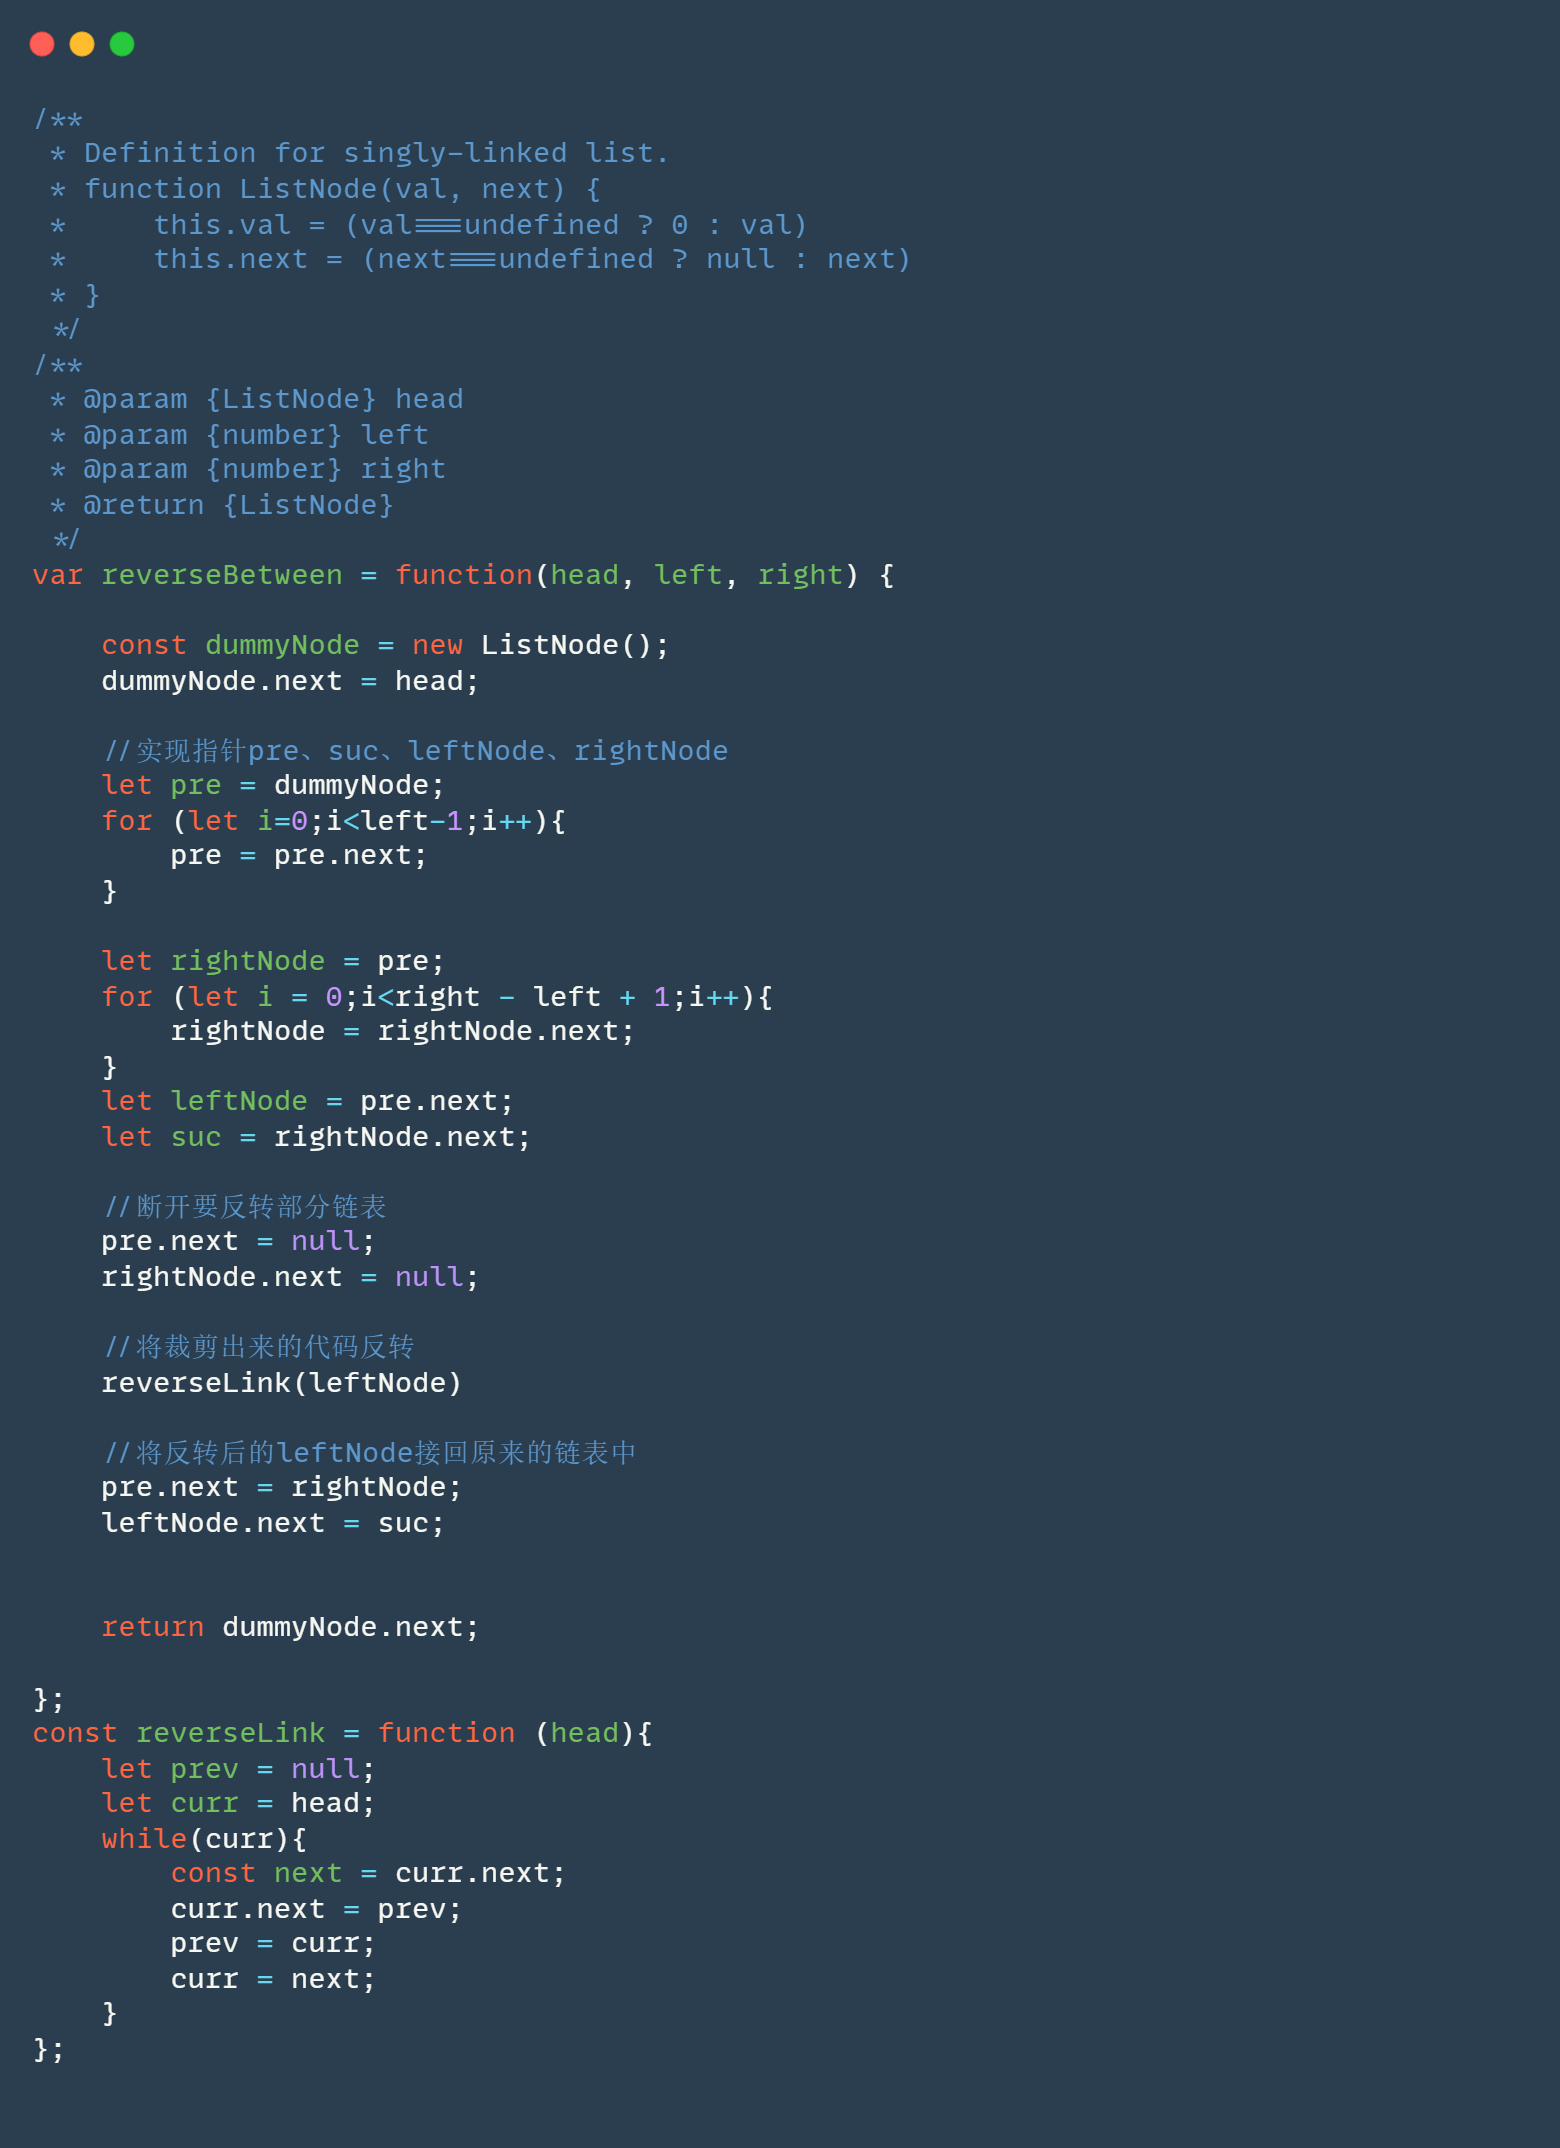 /**
 * Definition for singly-linked list.
 * function ListNode(val, next) {
 *     this.val = (val===undefined ? 0 : val)
 *     this.next = (next===undefined ? null : next)
 * }
 */
/**
 * @param {ListNode} head
 * @param {number} left
 * @param {number} right
 * @return {ListNode}
 */
var reverseBetween = function(head, left, right) {
    const dummyNode = new ListNode();
    dummyNode.next = head;
    //实现指针pre、suc、leftNode、rightNode
    let pre = dummyNode;
    for (let i=0;i<left-1;i++){
        pre = pre.next;
    }
    let rightNode = pre;
    for (let i = 0;i<right - left + 1;i++){
        rightNode = rightNode.next;
    }
    let leftNode = pre.next;
    let suc = rightNode.next;
    //断开要反转部分链表
    pre.next = null;
    rightNode.next = null;
    //将裁剪出来的代码反转
    reverseLink(leftNode)
    //将反转后的leftNode接回原来的链表中
    pre.next = rightNode;
    leftNode.next = suc;
    return dummyNode.next;
};
const reverseLink = function (head){
    let prev = null;
    let curr = head;
    while(curr){
        const next = curr.next;
        curr.next = prev;
        prev = curr;
        curr = next;
    }
};